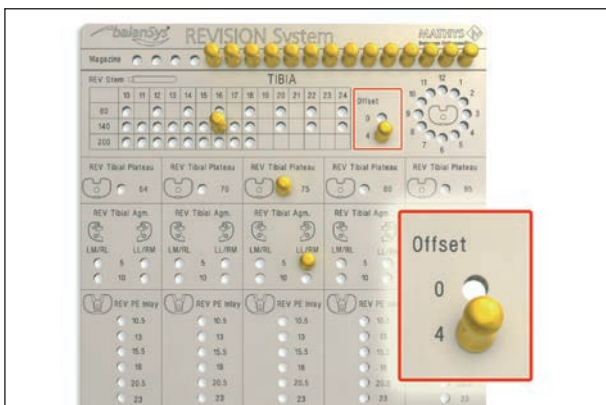 balanSys REVISION System MATHYS
Magazine
REV Stem TIBIA
10 11 12 13 14 15 16 17 18 19 20 21 22 23 24
80
140
200
Offset
0
4
11 12 1
10 2
9 3
8 4
7 6 5
REV Tibial Plateau REV Tibial Plateau REV Tibial Plateau REV Tibial Plateau REV Tibial Plateau
64 70 75 80 85
REV Tibial Agm. REV Tibial Agm. REV Tibial Agm. REV Tibial Agm.
LM/RL LL/RM LM/RL LL/RM LM/RL LL/RM LM/RL
5 5 5 5
10 10 10 10
REV PE Inlay REV PE Inlay REV PE Inlay REV PE
10.5 10.5 10.5 10.5
13 13 13 13
15.5 15.5 15.5 15.5
18 18 18 18
20.5 20.5 20.5 20.5
23 23 23 23 23
Offset
0
4